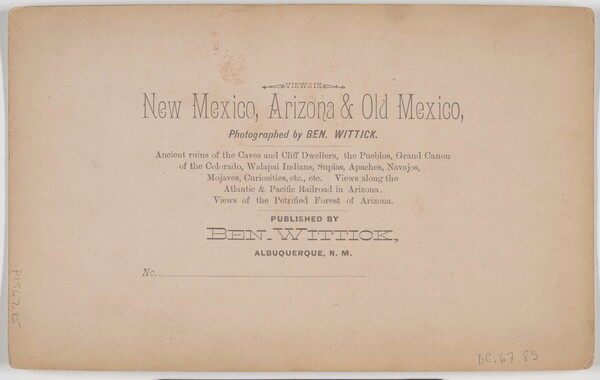 VIEWS IN
New Mexico, Arizona & Old Mexico,
Photographed by BEN. WITTICK.
Ancient ruins of the Caves and Cliff Dwellers, the Pueblos, Grand Canon
of the Colorado, Walapai Indians, Supias, Apaches, Navajos,
Mojaves, Curiosities, etc., etc. Views along the
Atlantic & Pacific Railroad in Arizona.
Views of the Petrified Forest of Arizona.
PUBLISHED BY
BEN. WITTICK,
ALBUQUERQUE, N. M.
No.
BC.67.85